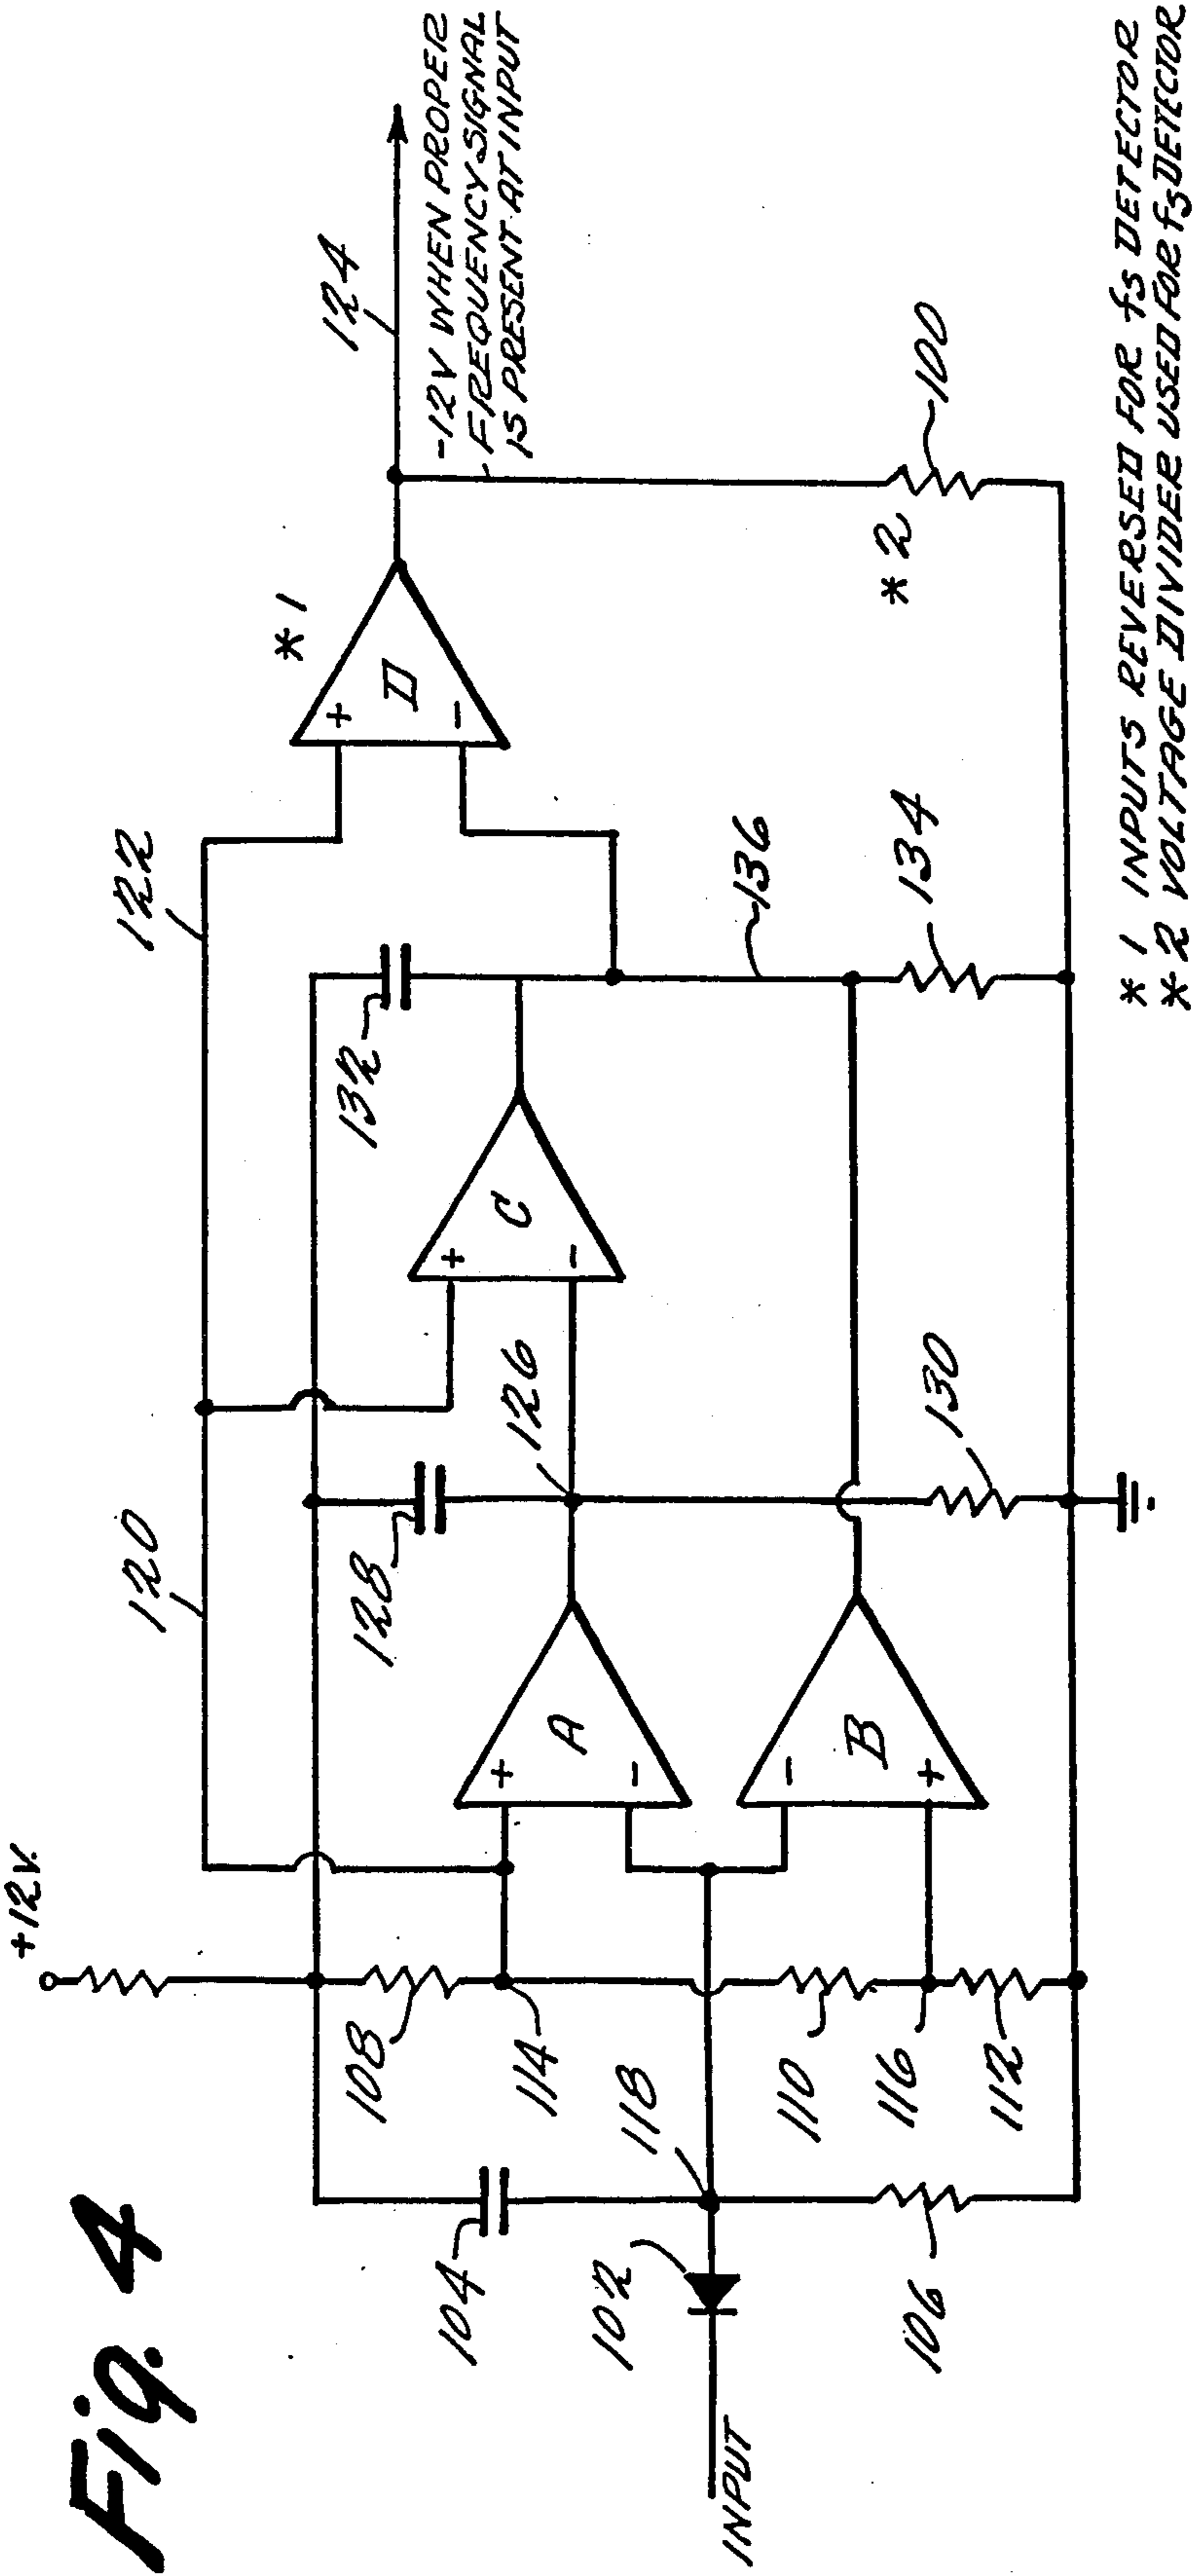 Fig. 4
+12V.
120
122
124
-12V WHEN PROPER
FREQUENCY SIGNAL
IS PRESENT AT INPUT
*1
+
D
-
132
128
126
+
C
-
136
104
108
114
+
A
-
118
102
INPUT
-
B
+
110
116
112
106
130
134
*2
100
* 1 INPUTS REVERSED FOR fs DETECTOR
* 2 VOLTAGE DIVIDER USED FOR fs DETECTOR